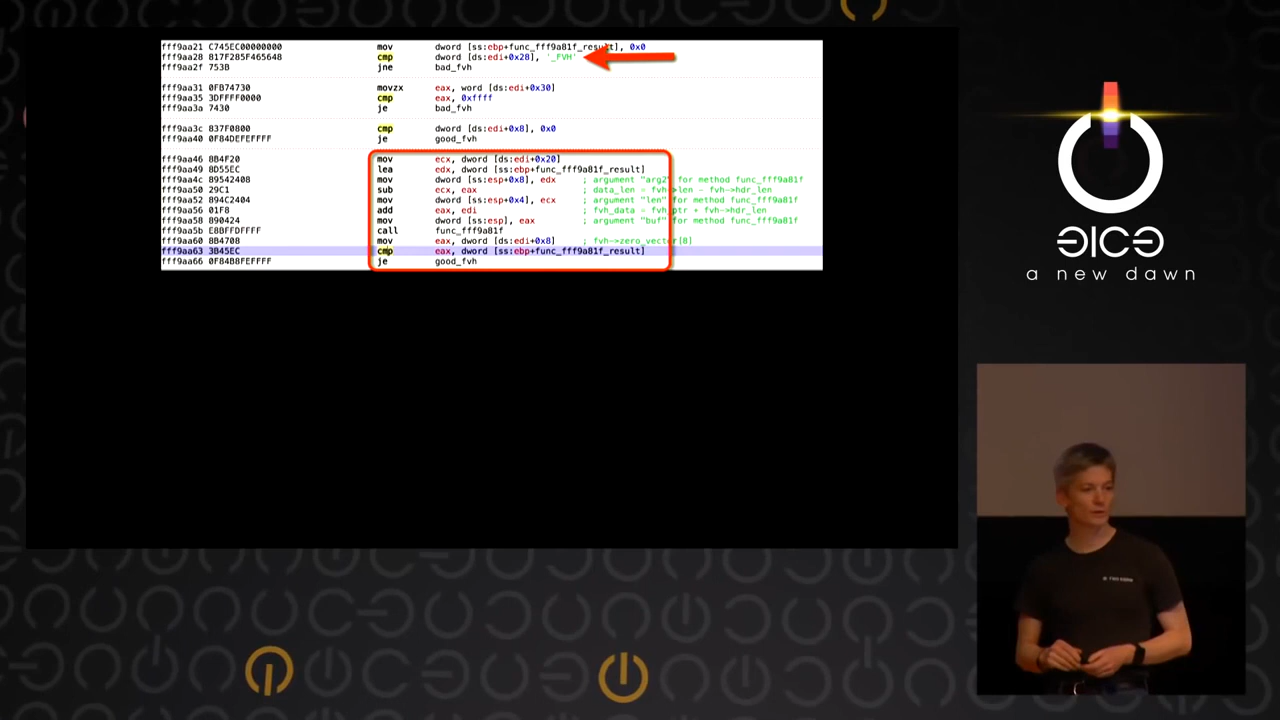 fff9aa21 C745EC00000000 mov dword [ss:ebp+func_fff9a81f_result], 0x0
fff9aa28 817F285F465648 cmp dword [ds:edi+0x28], '_FVH'
fff9aa2f 753B jne bad_fvh
fff9aa31 0FB74730 movzx eax, word [ds:edi+0x30]
fff9aa35 3DFFFF0000 cmp eax, 0xffff
fff9aa3a 7430 je bad_fvh
fff9aa3c 837F0800 cmp dword [ds:edi+0x8], 0x0
fff9aa40 0F84DEFEFFFF je good_fvh
fff9aa46 8B4F20 mov ecx, dword [ds:edi+0x20]
fff9aa49 8D55EC lea edx, dword [ss:ebp+func_fff9a81f_result]
fff9aa4c 89542408 mov dword [ss:esp+0x8], edx ; argument "arg2" for method func_fff9a81f
fff9aa50 29C1 sub ecx, eax ; data_len = fvh->len - fvh->hdr_len
fff9aa52 894C2404 mov dword [ss:esp+0x4], ecx ; argument "len" for method func_fff9a81f
fff9aa56 01F8 add eax, edi ; fvh_data = fvh_ptr + fvh->hdr_len
fff9aa58 890424 mov dword [ss:esp], eax ; argument "buf" for method func_fff9a81f
fff9aa5b E8BFFDFFFF call func_fff9a81f
fff9aa60 8B4708 mov eax, dword [ds:edi+0x8] ; fvh->zero_vector[8]
fff9aa63 3B45EC cmp eax, dword [ss:ebp+func_fff9a81f_result]
fff9aa66 0F84B8FEFFFF je good_fvh
a new dawn